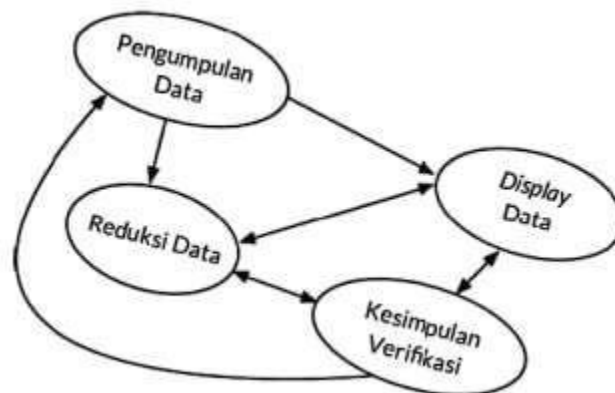 Pengumpulan
Data
Display
Data
Reduksi Data
Kesimpulan
Verifikasi